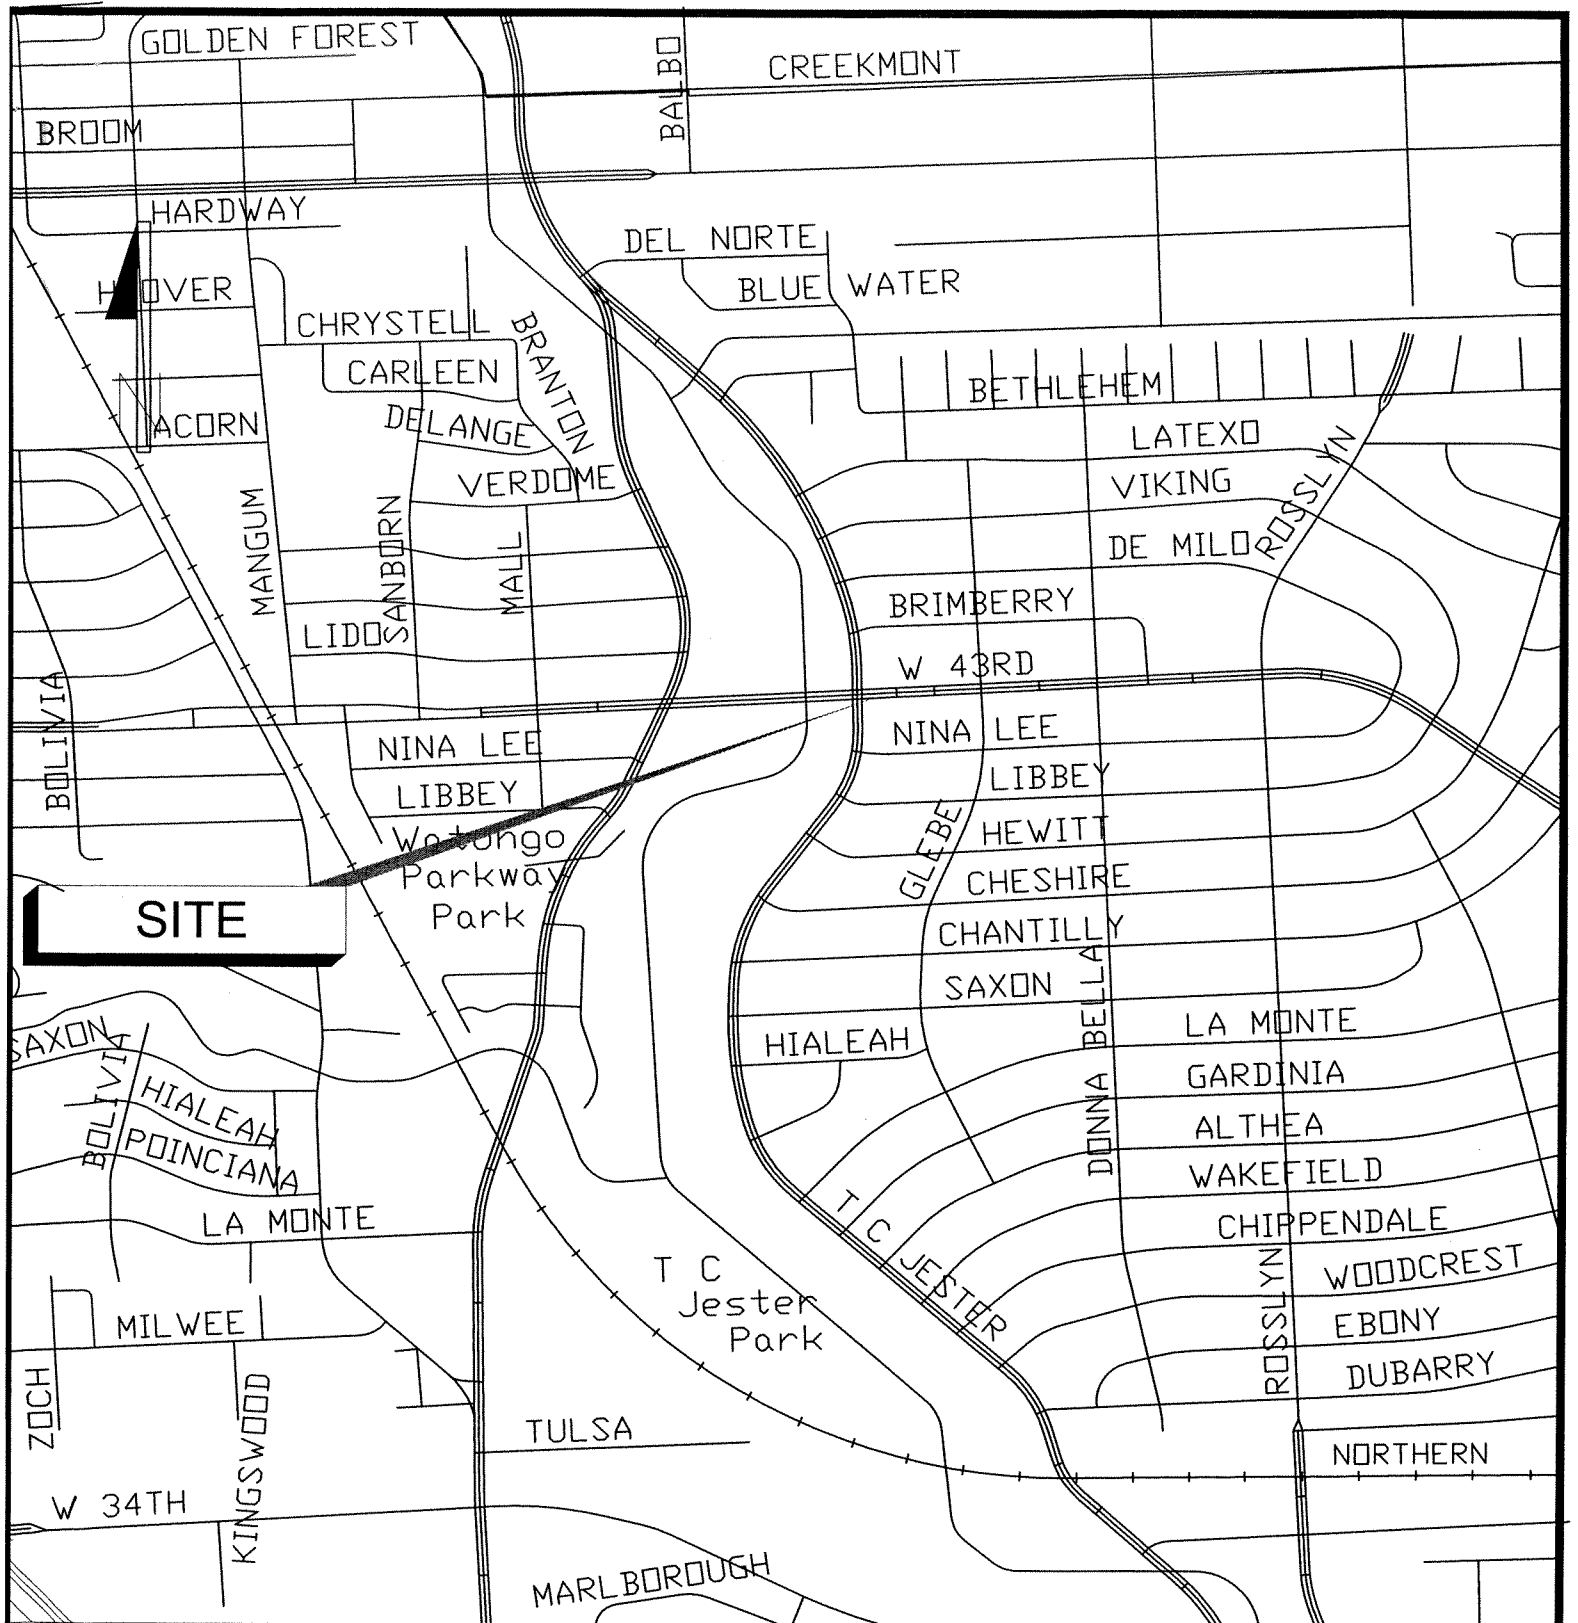 GOLDEN FOREST
BALBO
CREEKMONT
BROOM
HARDWAY
DEL NORTE
HOOVER
BLUE WATER
CHRYSTELL
BRANTON
CARLEEN
BETHLEHEM
ACORN
DELANGE
LATEXO
VERDOME
VIKING
ROSSLYN
MANGUM
SANBORN
MALL
DE MILO
BRIMBERRY
LIDO
W 43RD
BOLIVIA
NINA LEE
NINA LEE
LIBBEY
LIBBEY
GLEBE
HEWITT
Watongo
Parkway
Park
CHESHIRE
SITE
CHANTILLY
SAXON
DONNA BELLA
SAXON
LA MONTE
HIALEAH
BOLIVIA
HIALEAH
GARDINIA
POINCIANA
ALTHEA
WAKEFIELD
LA MONTE
T C JESTER
CHIPPENDALE
T C
Jester
Park
WOODCREST
MILWEE
ROSSLYN
EBONY
ZOCH
KINGSWOOD
DUBARRY
TULSA
NORTHERN
W 34TH
MARLBOROUGH